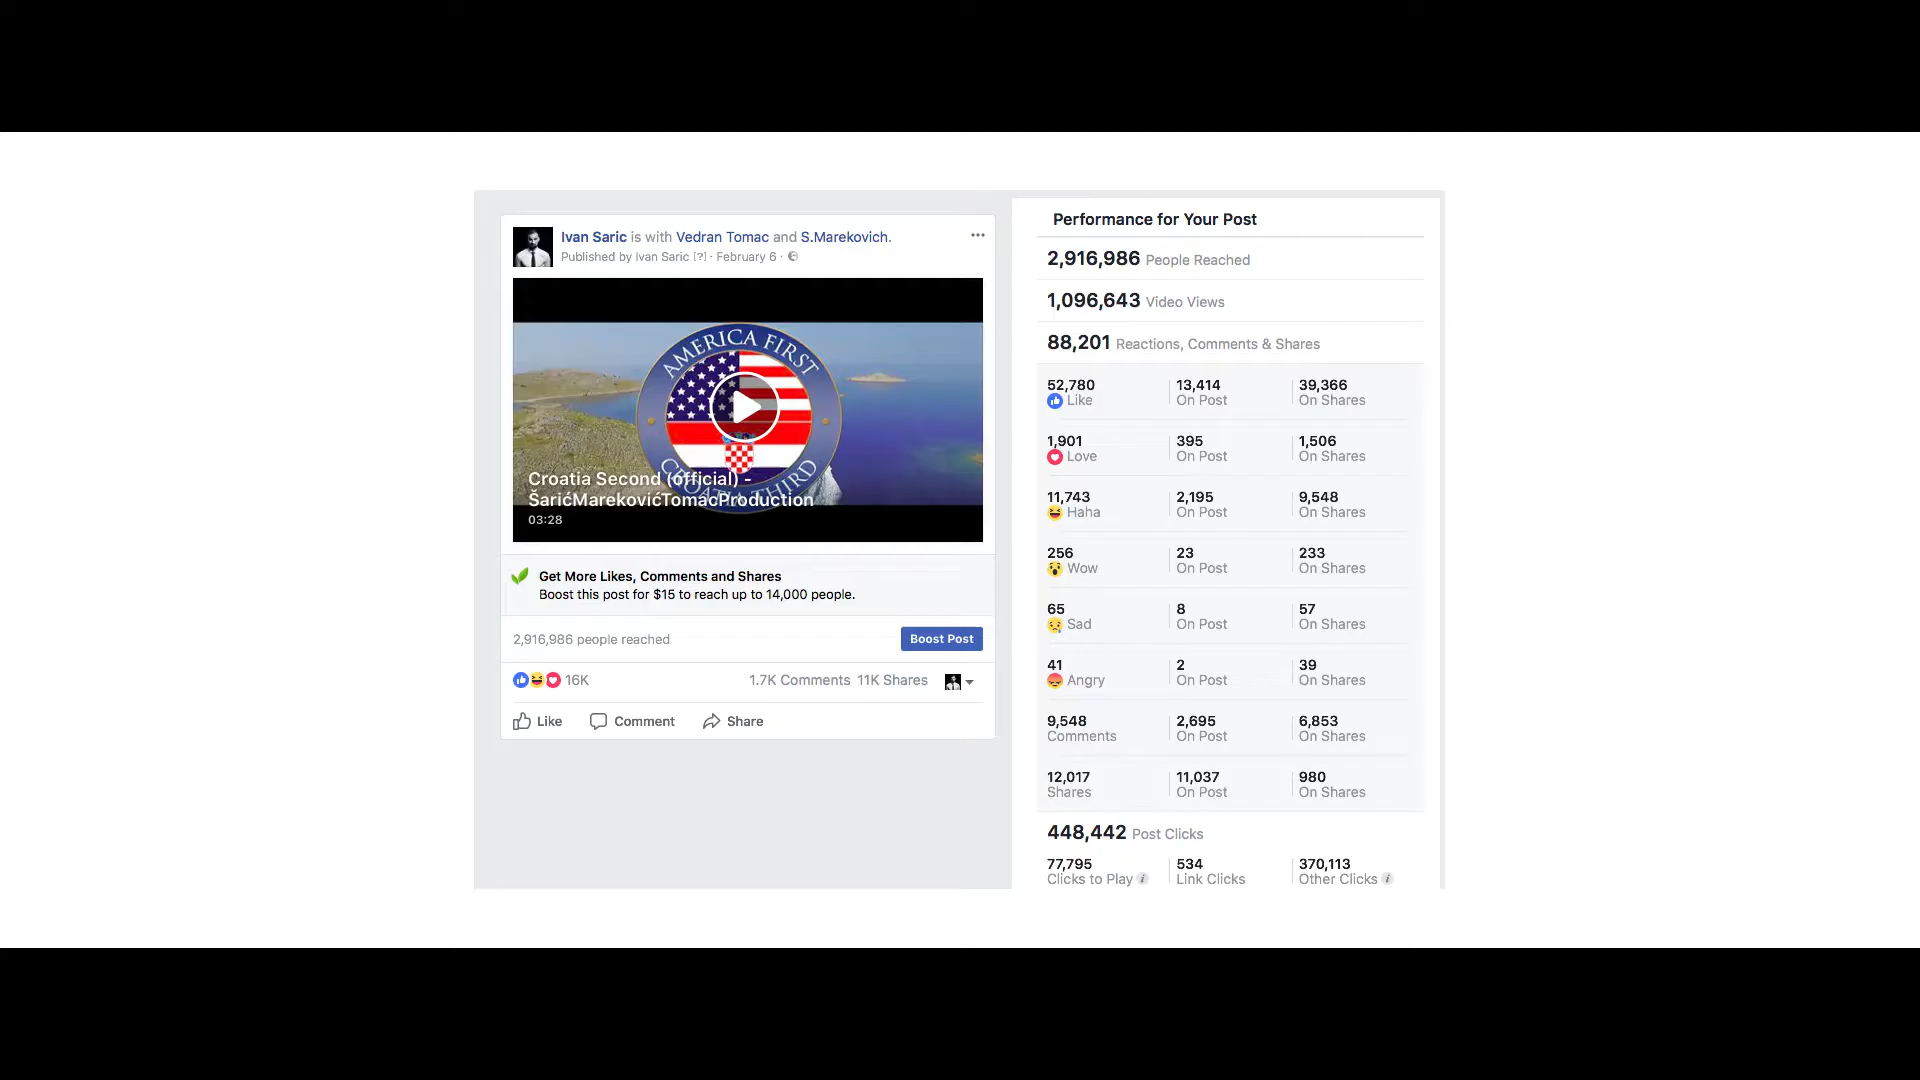 Ivan Saric is with Vedran Tomac and S.Marekovich.
Published by Ivan Saric [?] · February 6 ·
AMERICA FIRST
CROATIA THIRD
Croatia Second (official) -
ŠarićMarekovićTomacProduction
03:28
Get More Likes, Comments and Shares
Boost this post for $15 to reach up to 14,000 people.
2,916,986 people reached
Boost Post
16K
1.7K Comments 11K Shares
Like Comment Share
Performance for Your Post
2,916,986 People Reached
1,096,643 Video Views
88,201 Reactions, Comments & Shares
52,780 13,414 39,366
Like On Post On Shares
1,901 395 1,506
Love On Post On Shares
11,743 2,195 9,548
Haha On Post On Shares
256 23 233
Wow On Post On Shares
65 8 57
Sad On Post On Shares
41 2 39
Angry On Post On Shares
9,548 2,695 6,853
Comments On Post On Shares
12,017 11,037 980
Shares On Post On Shares
448,442 Post Clicks
77,795 534 370,113
Clicks to Play Link Clicks Other Clicks